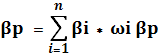 βp = ∑_{i=1}^{n} βi * ωi βp